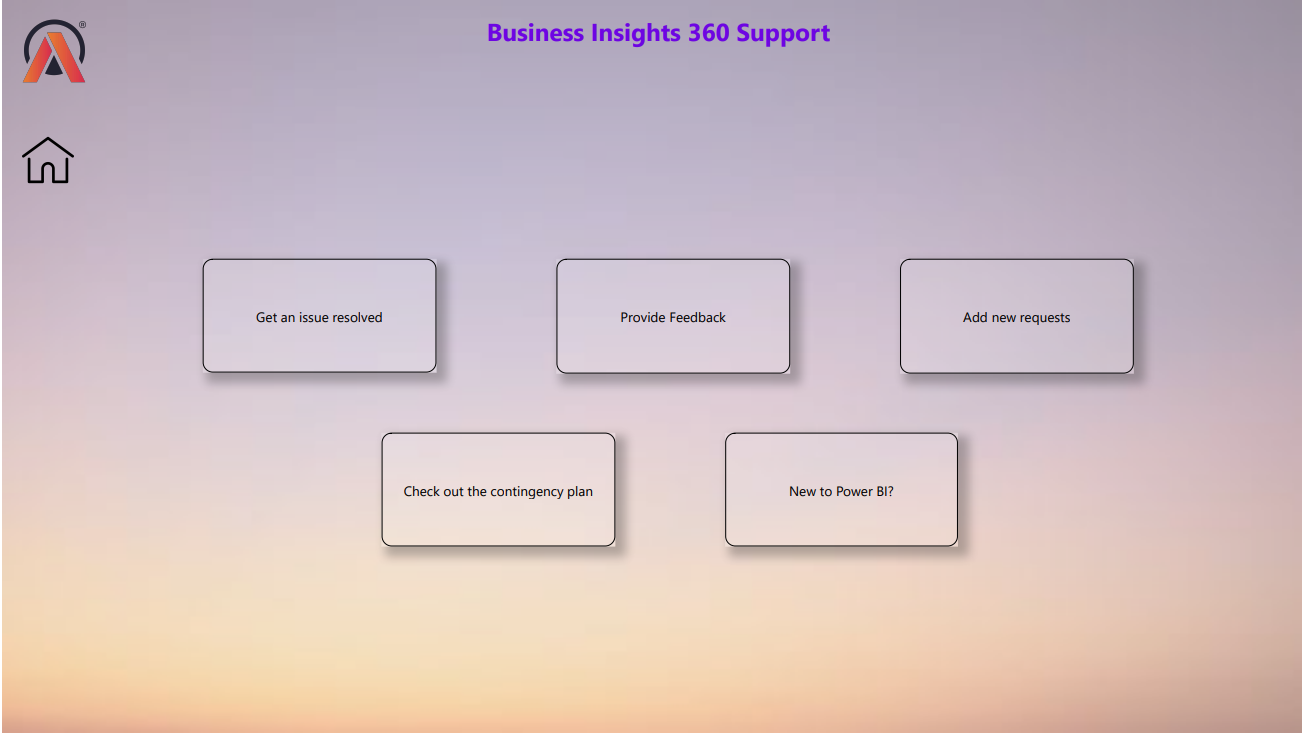 Business Insights 360 Support
®
Get an issue resolved
Provide Feedback
Add new requests
Check out the contingency plan
New to Power BI?